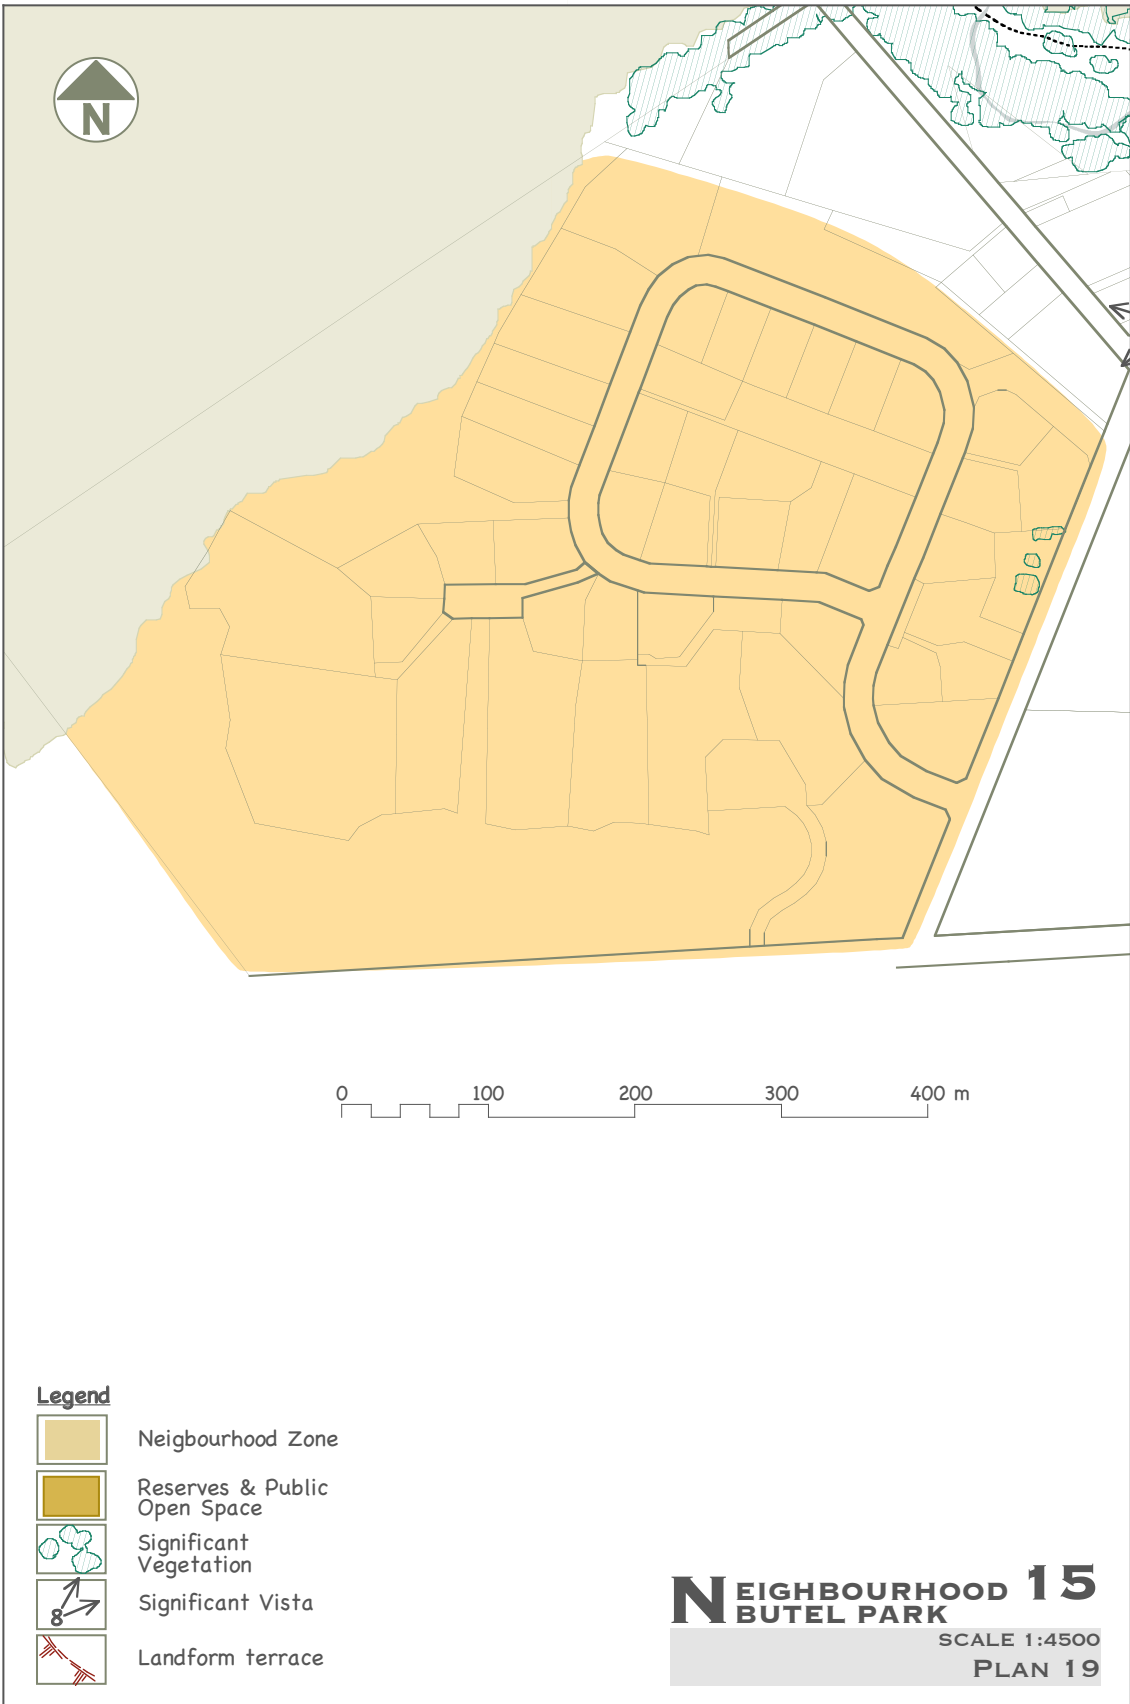 N
0 100 200 300 400 m
Legend
Neigbourhood Zone
Reserves & Public
Open Space
Significant
Vegetation
8
Significant Vista
Landform terrace
NEIGHBOURHOOD 15
BUTEL PARK
SCALE 1:4500
PLAN 19